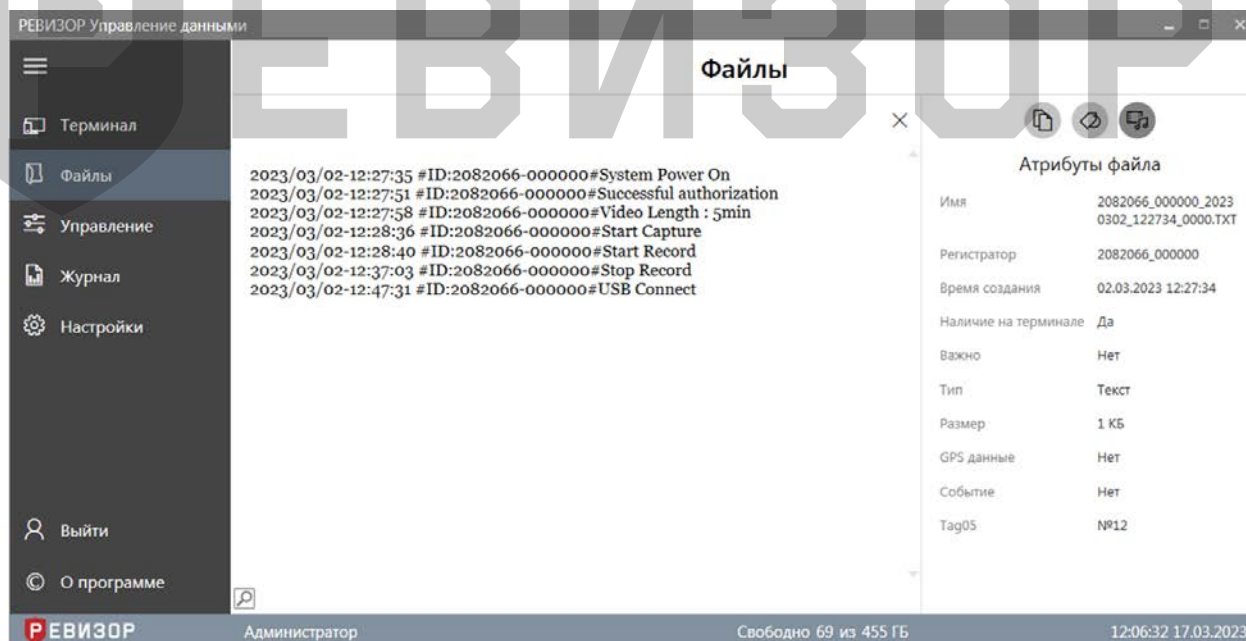 РЕВИЗОР
РЕВИЗОР Управление данными
Файлы
Терминал
Файлы
Управление
Журнал
Настройки
Выйти
О программе
2023/03/02-12:27:35 #ID:2082066-000000#System Power On
2023/03/02-12:27:51 #ID:2082066-000000#Successful authorization
2023/03/02-12:27:58 #ID:2082066-000000#Video Length : 5min
2023/03/02-12:28:36 #ID:2082066-000000#Start Capture
2023/03/02-12:28:40 #ID:2082066-000000#Start Record
2023/03/02-12:37:03 #ID:2082066-000000#Stop Record
2023/03/02-12:47:31 #ID:2082066-000000#USB Connect
Атрибуты файла
Имя 2082066_000000_2023
0302_122734_0000.TXT
Регистратор 2082066_000000
Время создания 02.03.2023 12:27:34
Наличие на терминале Да
Важно Нет
Тип Текст
Размер 1 КБ
GPS данные Нет
Событие Нет
Tag05 №12
РЕВИЗОР Администратор Свободно 69 из 455 ГБ 12:06:32 17.03.2023